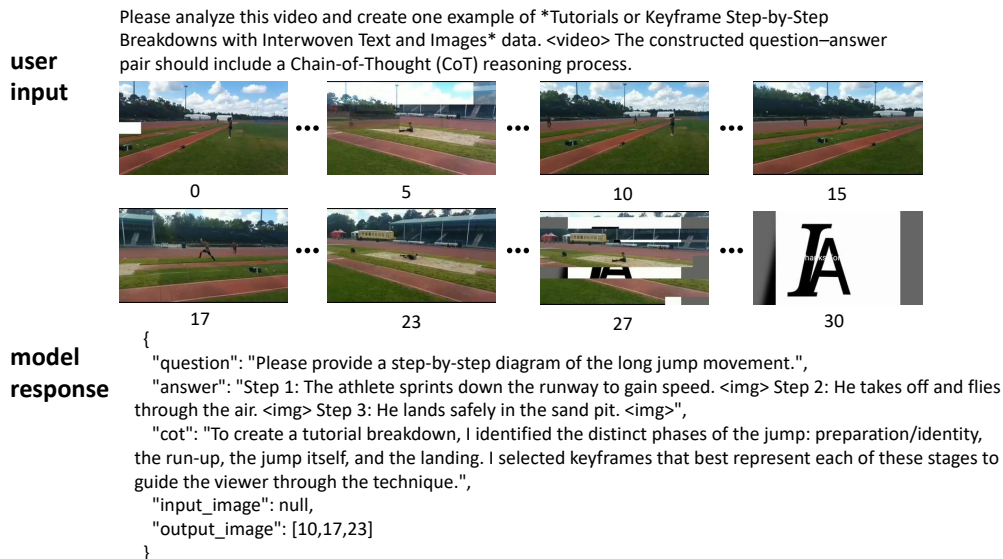 Please analyze this video and create one example of *Tutorials or Keyframe Step-by-Step
Breakdowns with Interwoven Text and Images* data. <video> The constructed question–answer
pair should include a Chain-of-Thought (CoT) reasoning process.
user
input
••• ••• •••
0 5 10 15
••• ••• •••
IA
IA
17 23 27 30
model
response
{
"question": "Please provide a step-by-step diagram of the long jump movement.",
"answer": "Step 1: The athlete sprints down the runway to gain speed. <img> Step 2: He takes off and flies
through the air. <img> Step 3: He lands safely in the sand pit. <img>",
"cot": "To create a tutorial breakdown, I identified the distinct phases of the jump: preparation/identity,
the run-up, the jump itself, and the landing. I selected keyframes that best represent each of these stages to
guide the viewer through the technique.",
"input_image": null,
"output_image": [10,17,23]
}